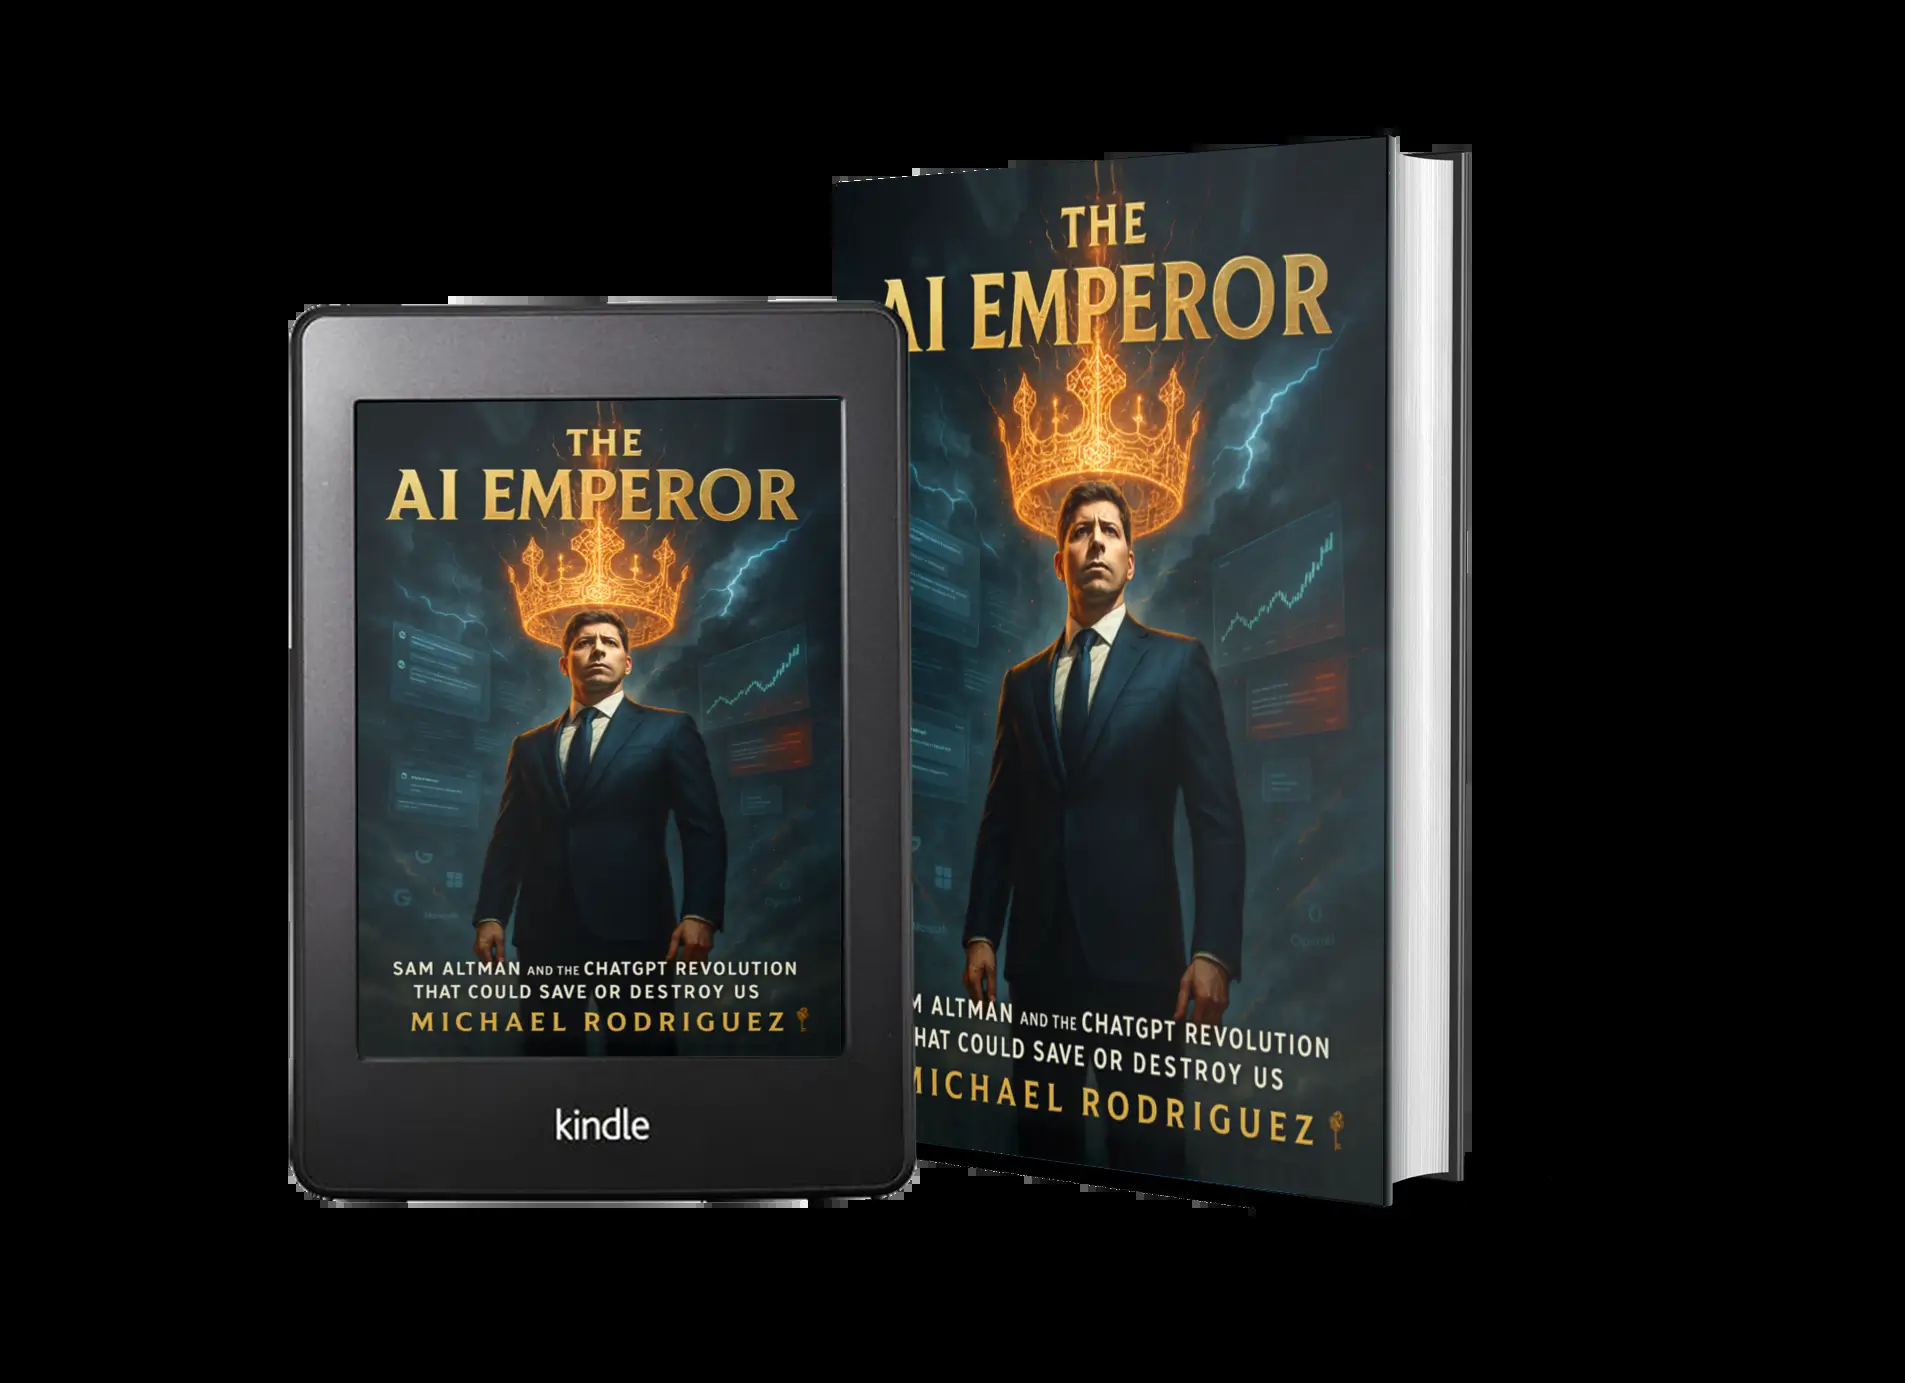 THE
AI EMPEROR
SAM ALTMAN AND THE CHATGPT REVOLUTION
THAT COULD SAVE OR DESTROY US
MICHAEL RODRIGUEZ
kindle
THE
AI EMPEROR
M ALTMAN AND THE CHATGPT REVOLUTION
HAT COULD SAVE OR DESTROY US
MICHAEL RODRIGUEZ